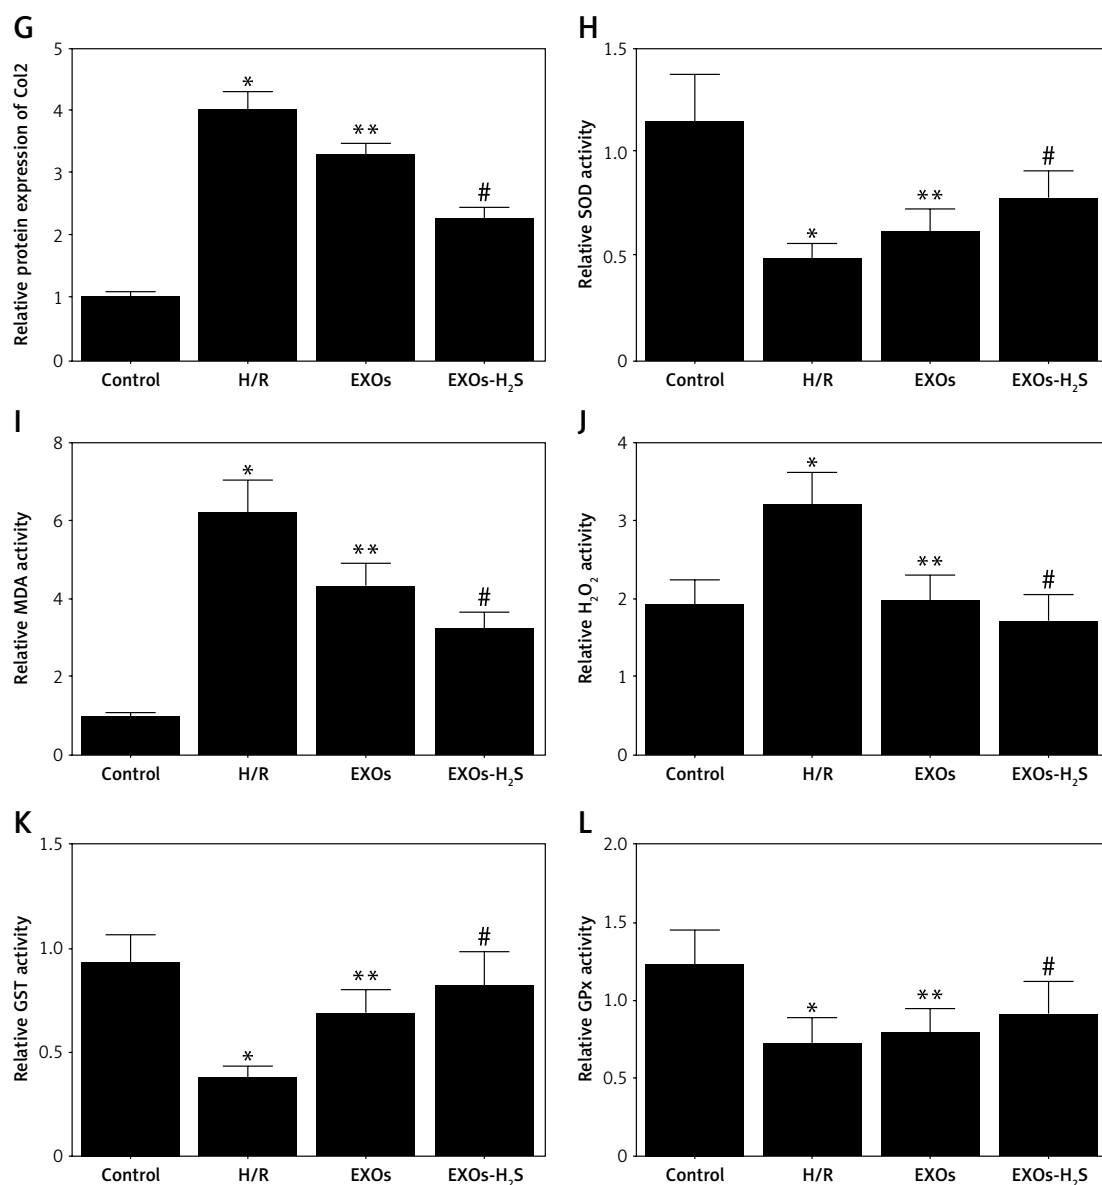 G
Relative protein expression of Col2
5
4
3
2
1
0
*
**
#
Control H/R EXOs EXOs-H₂S
H
Relative SOD activity
1.5
1.0
0.5
0
*
**
#
Control H/R EXOs EXOs-H₂S
I
Relative MDA activity
8
6
4
2
0
*
**
#
Control H/R EXOs EXOs-H₂S
J
Relative H₂O₂ activity
4
3
2
1
0
*
**
#
Control H/R EXOs EXOs-H₂S
K
Relative GST activity
1.5
1.0
0.5
0
*
**
#
Control H/R EXOs EXOs-H₂S
L
Relative GPx activity
2.0
1.5
1.0
0.5
0
*
**
#
Control H/R EXOs EXOs-H₂S